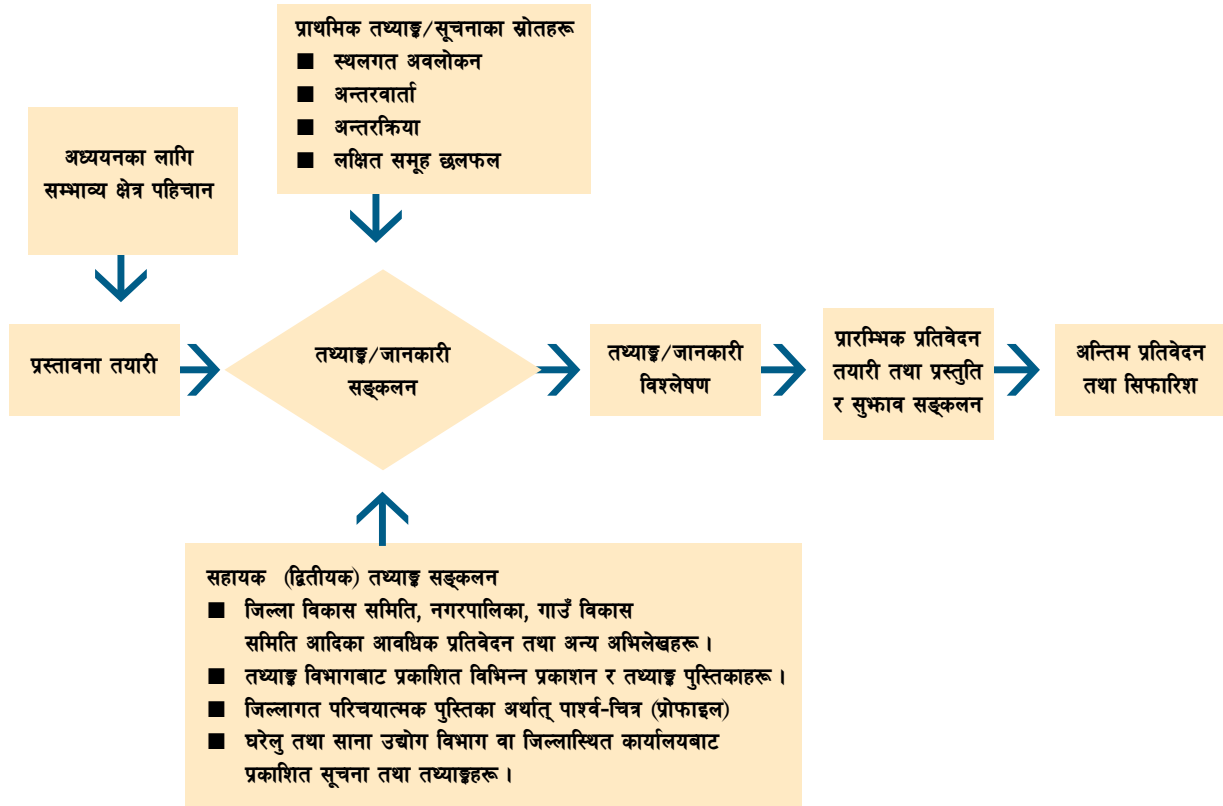 प्राथमिक तथ्याङ्क/सूचनाका स्रोतहरू
■ स्थलगत अवलोकन
■ अन्तरवार्ता
■ अन्तरक्रिया
■ लक्षित समूह छलफल
अध्ययनका लागि
सम्भाव्य क्षेत्र पहिचान
प्रस्तावना तयारी
तथ्याङ्क/जानकारी
सङ्कलन
तथ्याङ्क/जानकारी
विश्लेषण
प्रारम्भिक प्रतिवेदन
तयारी तथा प्रस्तुति
र सुझाव सङ्कलन
अन्तिम प्रतिवेदन
तथा सिफारिश
सहायक (द्वितीयक) तथ्याङ्क सङ्कलन
■ जिल्ला विकास समिति, नगरपालिका, गाउँ विकास
समिति आदिका आवधिक प्रतिवेदन तथा अन्य अभिलेखहरू ।
■ तथ्याङ्क विभागबाट प्रकाशित विभिन्न प्रकाशन र तथ्याङ्क पुस्तिकाहरू ।
■ जिल्लागत परिचयात्मक पुस्तिका अर्थात् पार्श्व-चित्र (प्रोफाइल)
■ घरेलु तथा साना उद्योग विभाग वा जिल्लास्थित कार्यालयबाट
प्रकाशित सूचना तथा तथ्याङ्कहरू ।